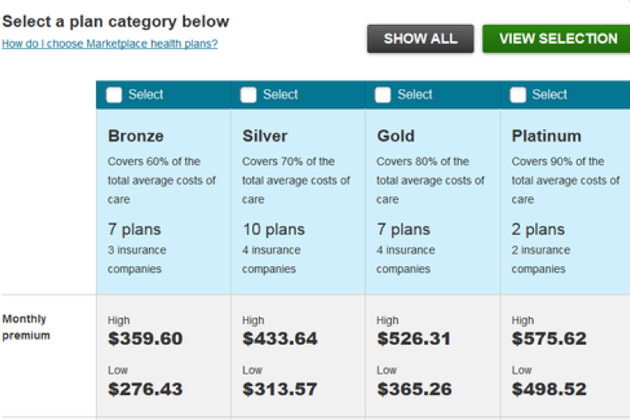 Select a plan category below
How do I choose Marketplace health plans?
SHOW ALL
VIEW SELECTION
Select
Select
Select
Select
Bronze
Covers 60% of the
total average costs of
care
7 plans
3 insurance
companies
Silver
Covers 70% of the
total average costs of
care
10 plans
4 insurance
companies
Gold
Covers 80% of the
total average costs of
care
7 plans
4 insurance
companies
Platinum
Covers 90% of the
total average costs of
care
2 plans
2 insurance
companies
Monthly
premium
High
$359.60
Low
$276.43
High
$433.64
Low
$313.57
High
$526.31
Low
$365.26
High
$575.62
Low
$498.52